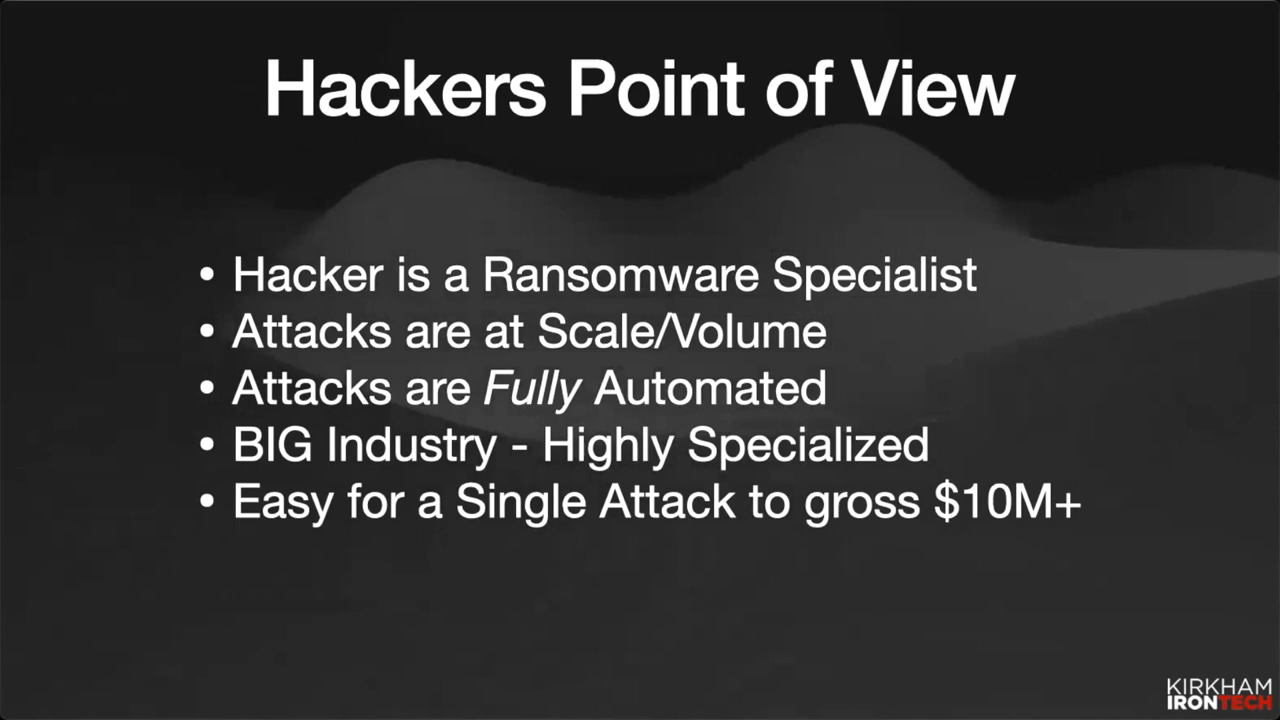 Hackers Point of View
• Hacker is a Ransomware Specialist
• Attacks are at Scale/Volume
• Attacks are Fully Automated
• BIG Industry - Highly Specialized
• Easy for a Single Attack to gross $10M+
KIRKHAM
IRONTECH